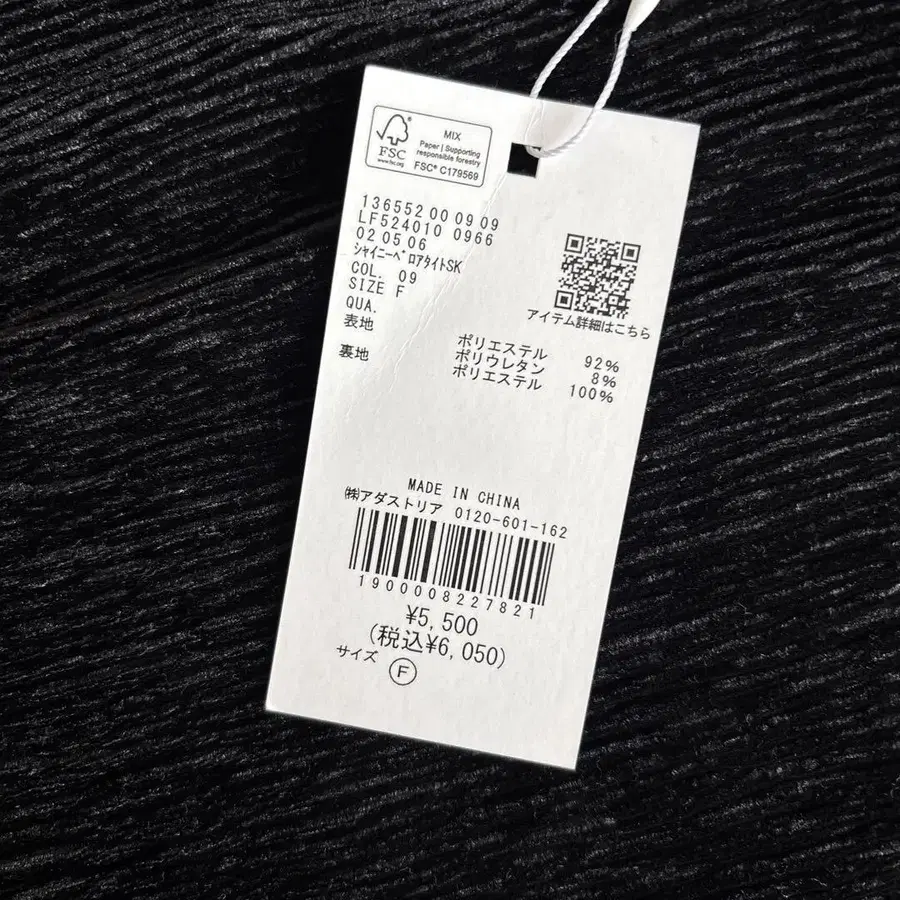 MIX
Paper | Supporting
responsible forestry
FSC® C179569
FSC
www.fsc.org
136552 00 09 09
LF524010 0966
02 05 06
シャイニーベロアタイトSK
COL. 09
SIZE F
QUA.
表地
裏地
アイテム詳細はこちら
ポリエステル 92%
ポリウレタン 8%
ポリエステル 100%
MADE IN CHINA
㈱アダストリア 0120-601-162
1900008227821
¥5,500
(税込¥6,050)
サイズ
F